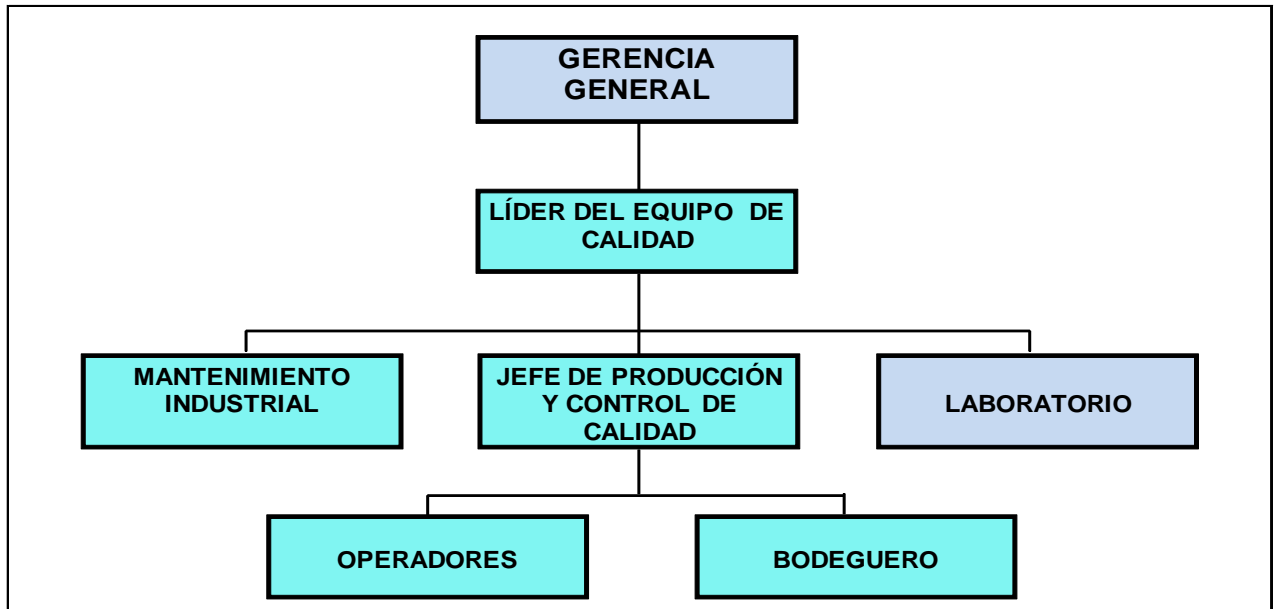 GERENCIA
GENERAL
LÍDER DEL EQUIPO DE
CALIDAD
MANTENIMIENTO
INDUSTRIAL
JEFE DE PRODUCCIÓN
Y CONTROL DE
CALIDAD
LABORATORIO
OPERADORES
BODEGUERO